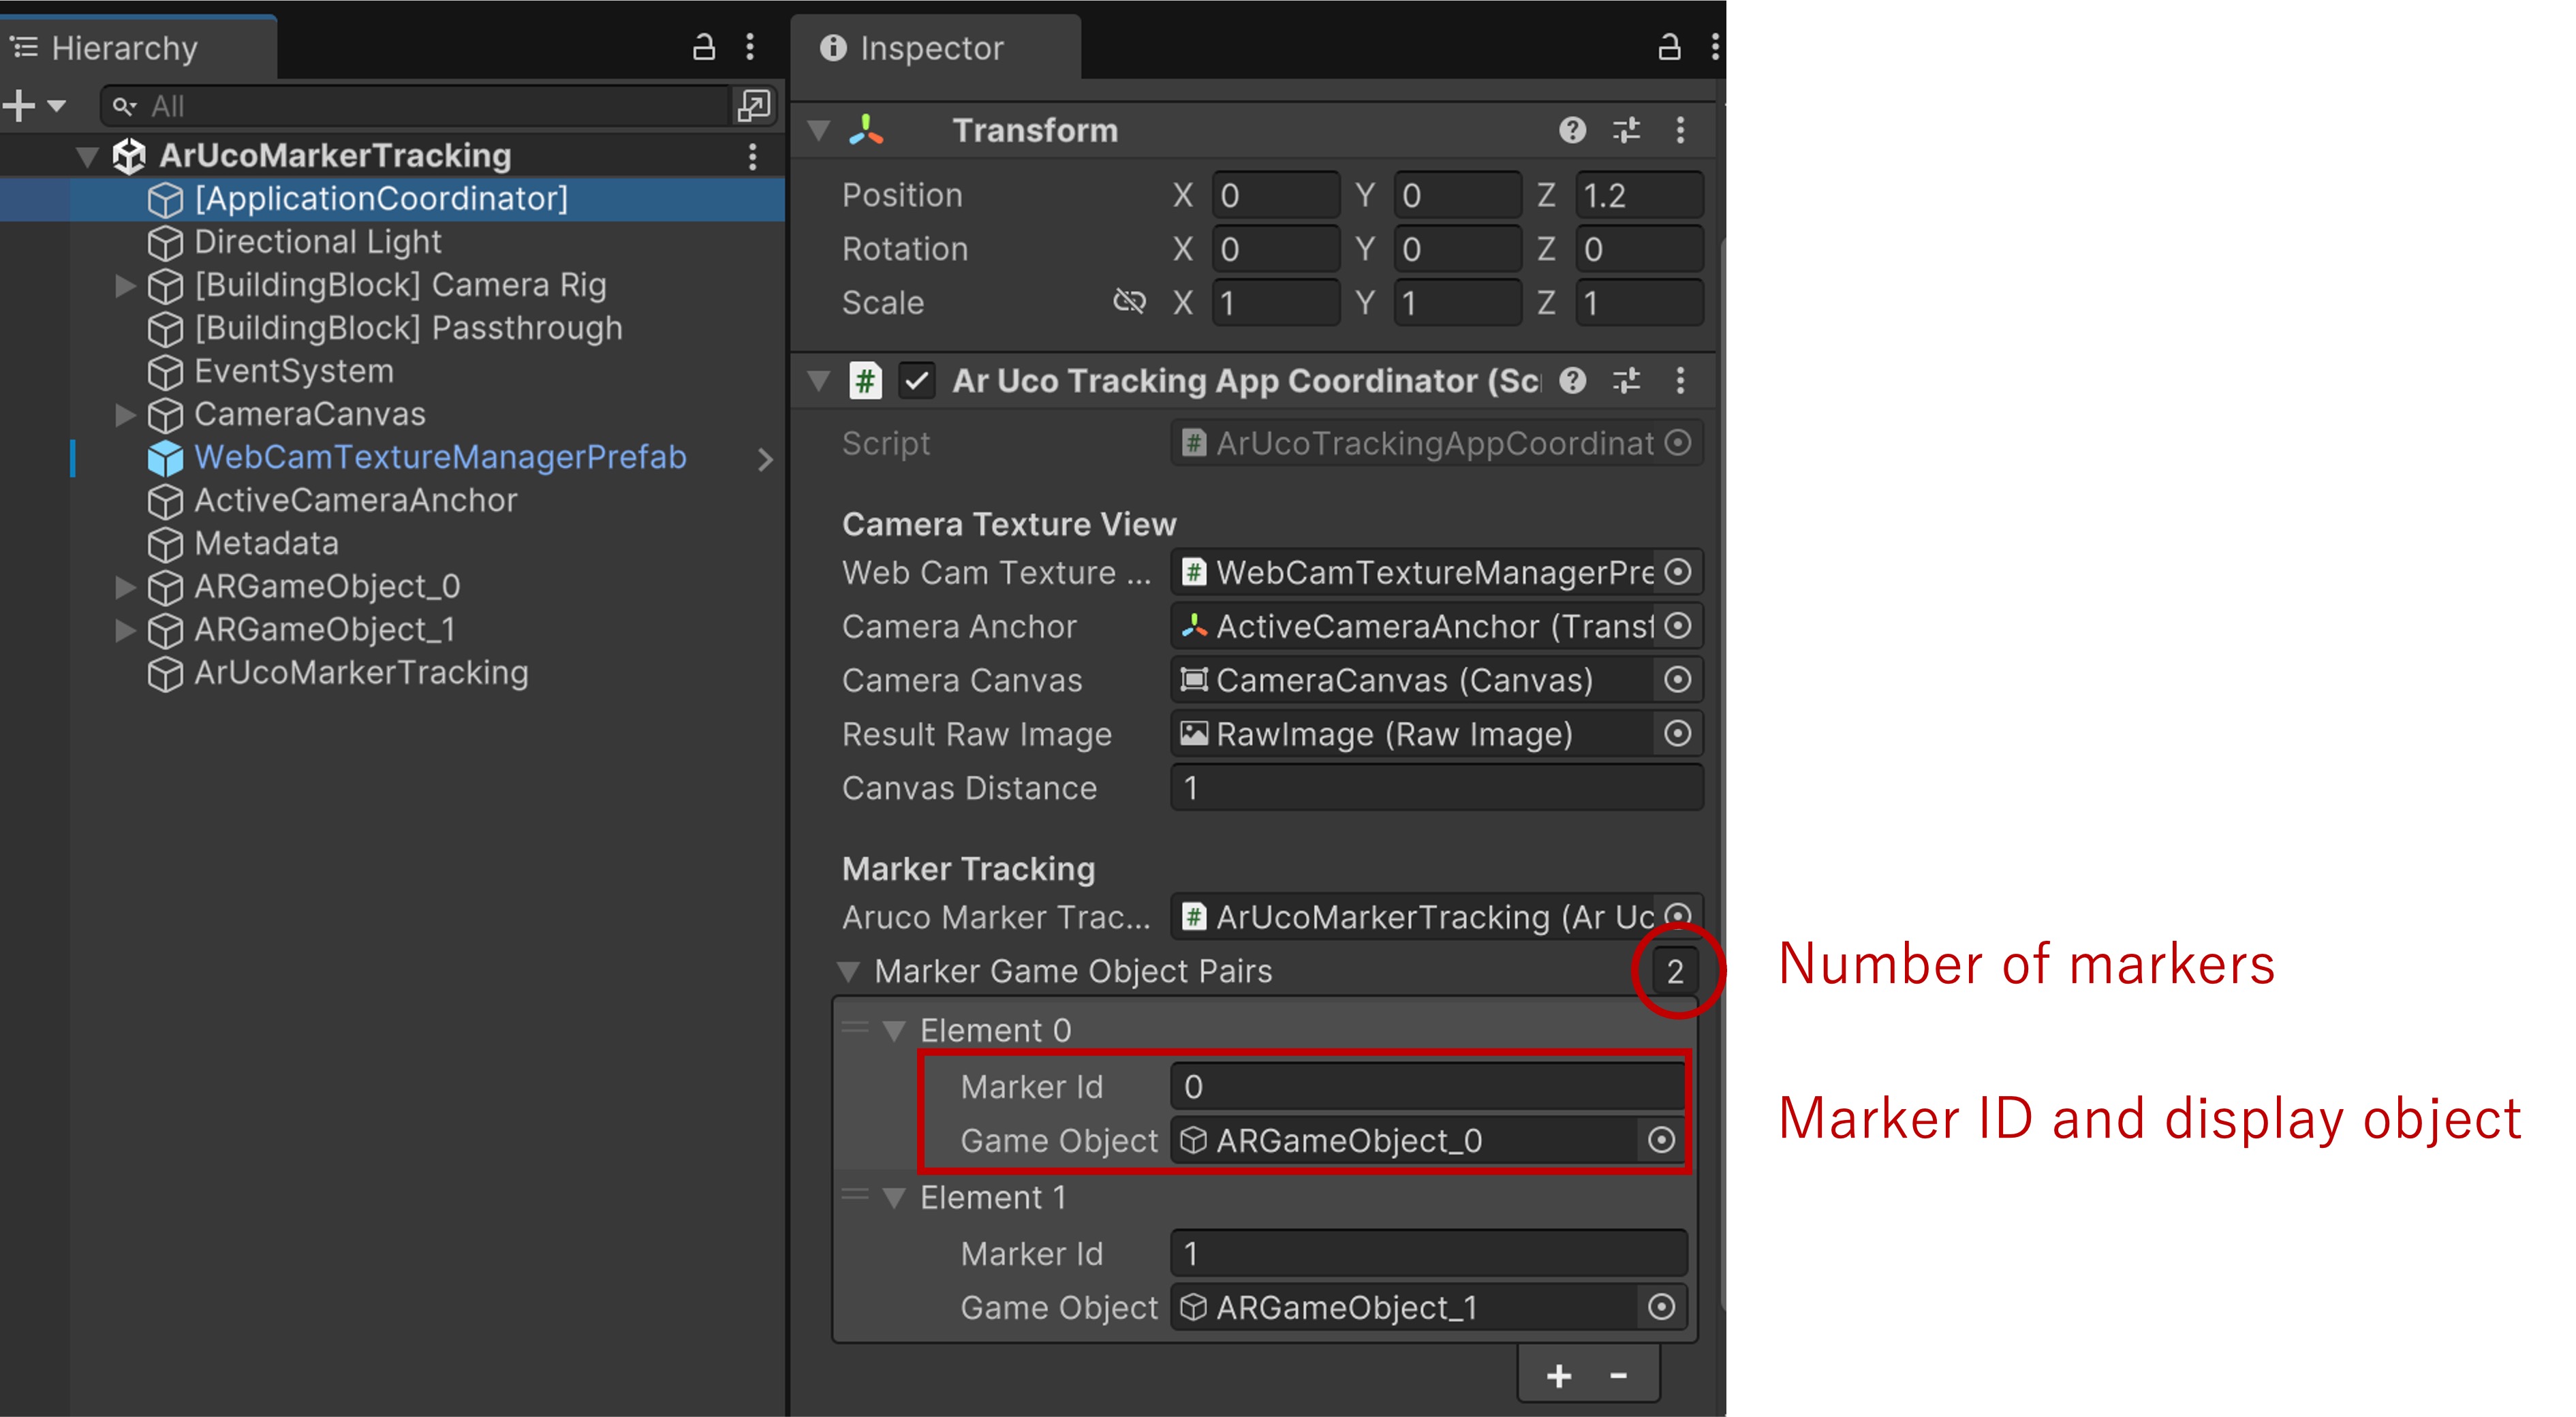 Hierarchy
All
ArUcoMarkerTracking
[ApplicationCoordinator]
Directional Light
[BuildingBlock] Camera Rig
[BuildingBlock] Passthrough
EventSystem
CameraCanvas
WebCamTextureManagerPrefab
ActiveCameraAnchor
Metadata
ARGameObject_0
ARGameObject_1
ArUcoMarkerTracking
Inspector
Transform
Position X 0 Y 0 Z 1.2
Rotation X 0 Y 0 Z 0
Scale X 1 Y 1 Z 1
# Ar Uco Tracking App Coordinator (Sc
Script # ArUcoTrackingAppCoordinat
Camera Texture View
Web Cam Texture ... # WebCamTextureManagerPre
Camera Anchor ActiveCameraAnchor (Transf
Camera Canvas CameraCanvas (Canvas)
Result Raw Image RawImage (Raw Image)
Canvas Distance 1
Marker Tracking
Aruco Marker Trac... # ArUcoMarkerTracking (Ar Uc
Marker Game Object Pairs 2
Element 0
Marker Id 0
Game Object ARGameObject_0
Element 1
Marker Id 1
Game Object ARGameObject_1
+ -
Number of markers
Marker ID and display object